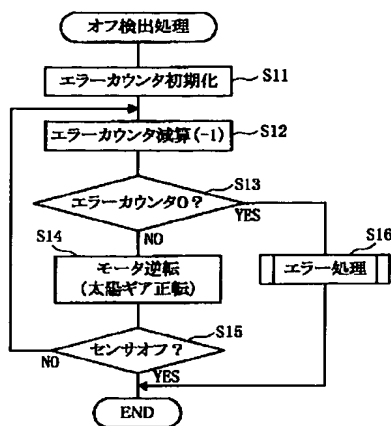 オフ検出処理
エラーカウンタ初期化
S11
エラーカウンタ減算(-1)
S12
エラーカウンタ0?
S13
YES
NO
S14
モータ逆転
(太陽ギア正転)
S16
エラー処理
センサオフ?
S15
NO
YES
END